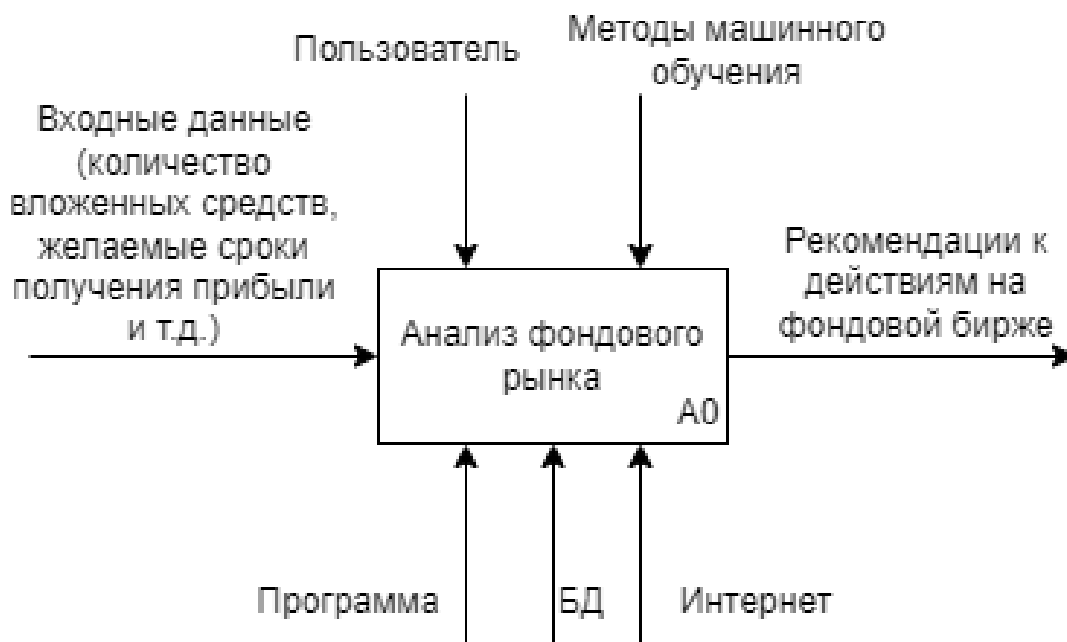 Пользователь
Методы машинного
обучения
Входные данные
(количество
вложенных средств,
желаемые сроки
получения прибыли
и т.д.)
Анализ фондового
рынка
А0
Рекомендации к
действиям на
фондовой бирже
Программа
БД
Интернет